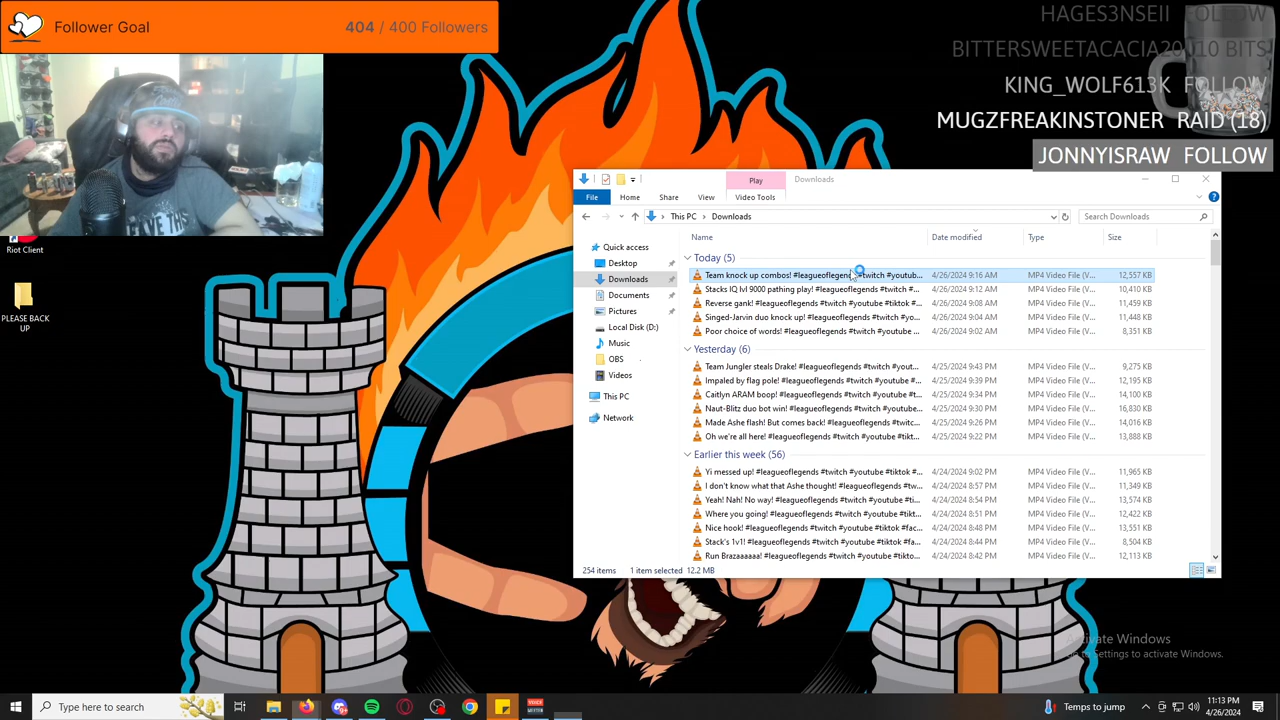 Follower Goal 404 / 400 Followers
HAGES3NSEII FOLLOW
BITTERSWEETACACIA20010 BITS
KING_WOLF613K FOLLOW
MUGZFREAKINSTONER RAID (18)
JONNYISRAW FOLLOW
Riot Client
PLEASE BACK UP
Play Downloads
File Home Share View Video Tools
This PC > Downloads Search Downloads
Name Date modified Type Size
Quick access
Desktop
Downloads
Documents
Pictures
Local Disk (D:)
Music
OBS
Videos
This PC
Network
Today (5)
Team knock up combos! #leagueoflegen #twitch #youtub... 4/26/2024 9:16 AM MP4 Video File (V... 12,557 KB
Stacks IQ lvl 9000 pathing play! #leagueoflegends #twitch #... 4/26/2024 9:12 AM MP4 Video File (V... 10,410 KB
Reverse gank! #leagueoflegends #twitch #youtube #tiktok #... 4/26/2024 9:08 AM MP4 Video File (V... 11,459 KB
Singed-Jarvin duo knock up! #leagueoflegends #twitch #yo... 4/26/2024 9:04 AM MP4 Video File (V... 11,448 KB
Poor choice of words! #leagueoflegends #twitch #youtube ... 4/26/2024 9:02 AM MP4 Video File (V... 8,351 KB
Yesterday (6)
Team Jungler steals Drake! #leagueoflegends #twitch #yout... 4/25/2024 9:43 PM MP4 Video File (V... 9,275 KB
Impaled by flag pole! #leagueoflegends #twitch #youtube #... 4/25/2024 9:38 PM MP4 Video File (V... 12,195 KB
Caitlyn ARAM boop! #leagueoflegends #twitch #youtube #t... 4/25/2024 9:34 PM MP4 Video File (V... 14,100 KB
Naut-Blitz duo bot win! #leagueoflegends #twitch #youtube... 4/25/2024 9:30 PM MP4 Video File (V... 16,830 KB
Made Ashe flash! But comes back! #leagueoflegends #twitc... 4/25/2024 9:26 PM MP4 Video File (V... 14,016 KB
Oh we're all here! #leagueoflegends #twitch #youtube #tikt... 4/25/2024 9:22 PM MP4 Video File (V... 13,888 KB
Earlier this week (56)
Yi messed up! #leagueoflegends #twitch #youtube #tiktok #... 4/24/2024 9:02 PM MP4 Video File (V... 11,965 KB
I don't know what that Ashe thought! #leagueoflegends #tw... 4/24/2024 8:57 PM MP4 Video File (V... 11,349 KB
Yeah! Nah! No way! #leagueoflegends #twitch #youtube #ti... 4/24/2024 8:54 PM MP4 Video File (V... 13,574 KB
Where you going! #leagueoflegends #twitch #youtube #tikt... 4/24/2024 8:51 PM MP4 Video File (V... 12,422 KB
Nice hook! #leagueoflegends #twitch #youtube #tiktok #fac... 4/24/2024 8:48 PM MP4 Video File (V... 13,551 KB
Stack's 1v1! #leagueoflegends #twitch #youtube #tiktok #fa... 4/24/2024 8:44 PM MP4 Video File (V... 8,504 KB
Run Brazaaaaaa! #leagueoflegends #twitch #youtube #tikto... 4/24/2024 8:42 PM MP4 Video File (V... 12,113 KB
254 items 1 item selected 12.2 MB
Activate Windows
Go to Settings to activate Windows.
Type here to search
Temps to jump
11:13 PM
4/26/2024